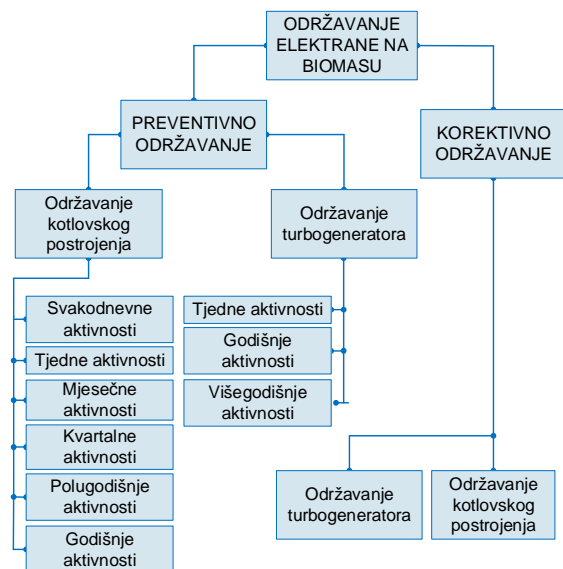 ODRŽAVANJE
ELEKTRANE NA
BIOMASU
PREVENTIVNO
ODRŽAVANJE
KOREKTIVNO
ODRŽAVANJE
Održavanje
kotlovskog
postrojenja
Održavanje
turbogeneratora
Svakodnevne
aktivnosti
Tjedne aktivnosti
Mjesečne
aktivnosti
Kvartalne
aktivnosti
Polugodišnje
aktivnosti
Godišnje
aktivnosti
Tjedne aktivnosti
Godišnje
aktivnosti
Višegodišnje
aktivnosti
Održavanje
turbogeneratora
Održavanje
kotlovskog
postrojenja